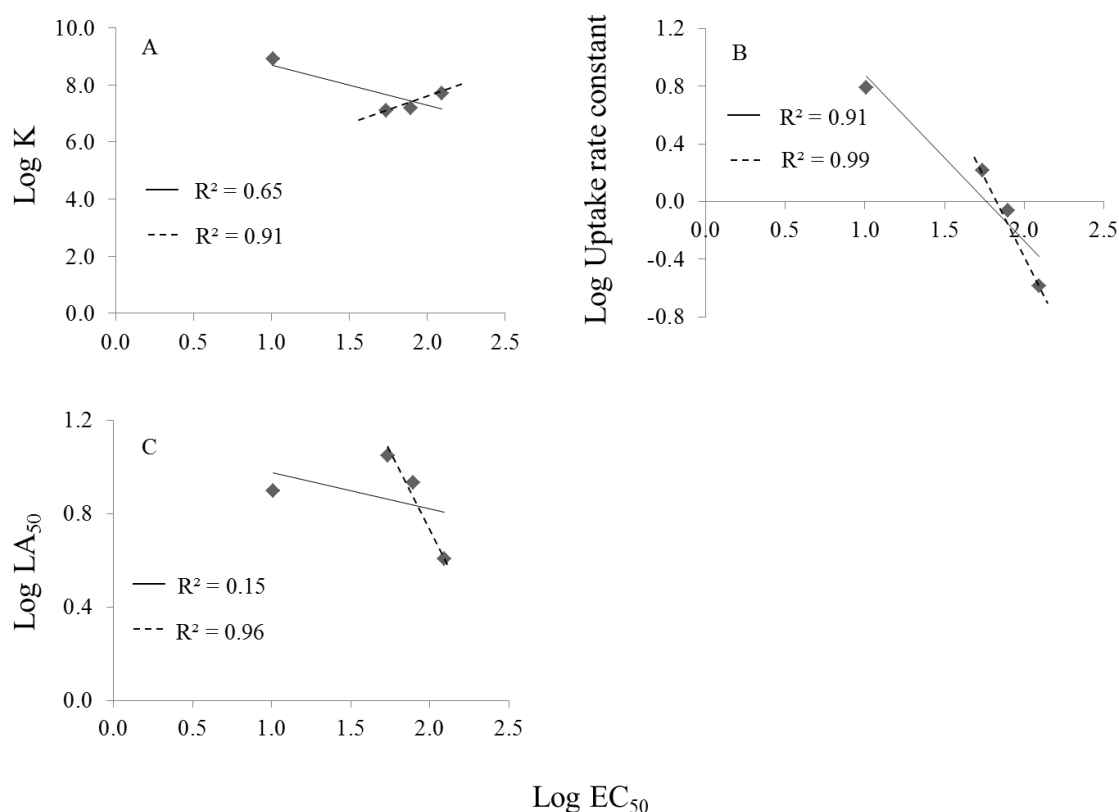 A
Log K
10.0
8.0
6.0
4.0
2.0
0.0
R² = 0.65
R² = 0.91
0.0 0.5 1.0 1.5 2.0 2.5
B
Log Uptake rate constant
1.2
0.8
0.4
0.0
-0.4
-0.8
R² = 0.91
R² = 0.99
0.0 0.5 1.0 1.5 2.0 2.5
C
Log LA₅₀
1.2
0.8
0.4
0.0
R² = 0.15
R² = 0.96
0.0 0.5 1.0 1.5 2.0 2.5
Log EC₅₀